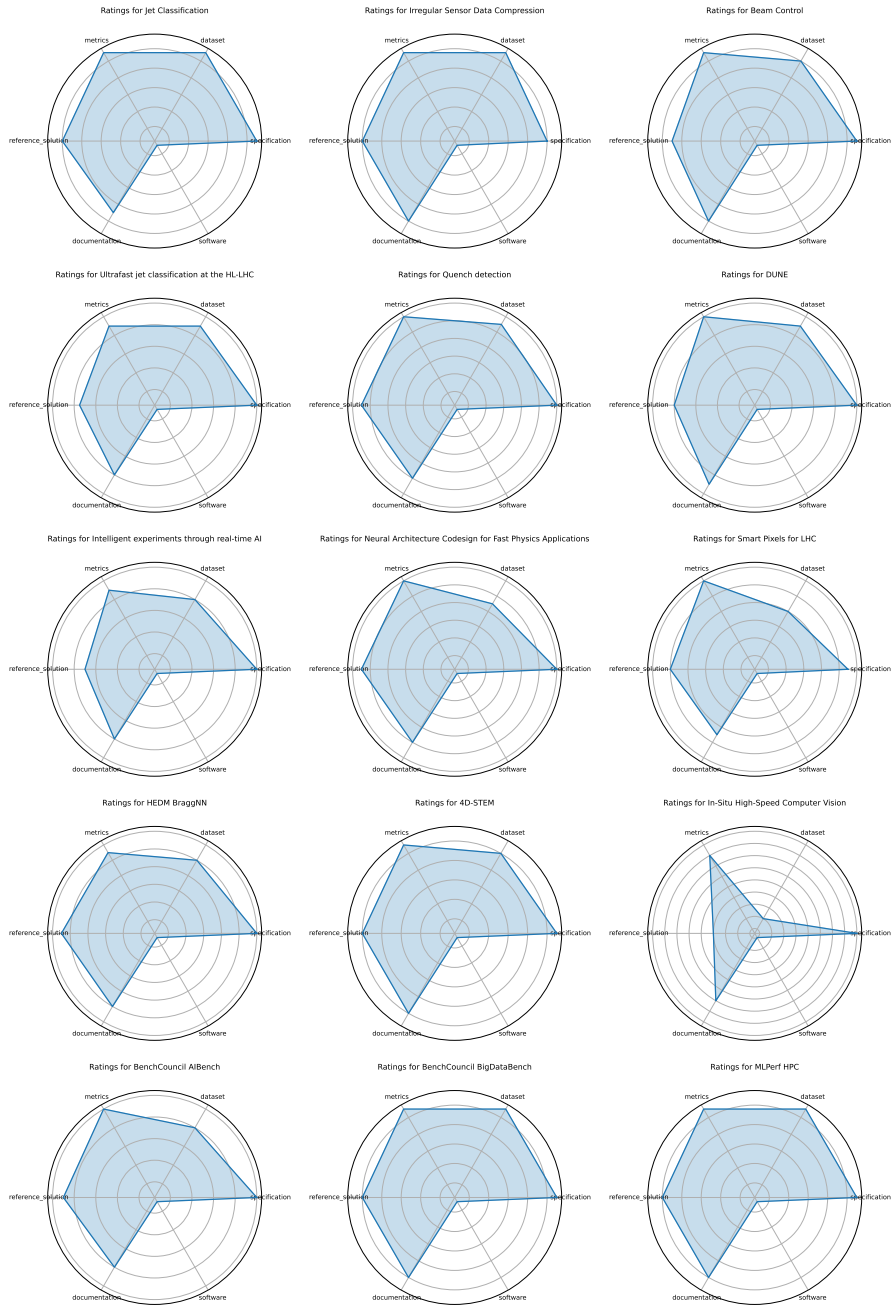 Ratings for Jet Classification
metrics
dataset
reference_solution
specification
documentation
software
Ratings for Irregular Sensor Data Compression
metrics
dataset
reference_solution
specification
documentation
software
Ratings for Beam Control
metrics
dataset
reference_solution
specification
documentation
software
Ratings for Ultrafast jet classification at the HL-LHC
metrics
dataset
reference_solution
specification
documentation
software
Ratings for Quench detection
metrics
dataset
reference_solution
specification
documentation
software
Ratings for DUNE
metrics
dataset
reference_solution
specification
documentation
software
Ratings for Intelligent experiments through real-time AI
metrics
dataset
reference_solution
specification
documentation
software
Ratings for Neural Architecture Codesign for Fast Physics Applications
metrics
dataset
reference_solution
specification
documentation
software
Ratings for Smart Pixels for LHC
metrics
dataset
reference_solution
specification
documentation
software
Ratings for HEDM BraggNN
metrics
dataset
reference_solution
specification
documentation
software
Ratings for 4D-STEM
metrics
dataset
reference_solution
specification
documentation
software
Ratings for In-Situ High-Speed Computer Vision
metrics
dataset
reference_solution
specification
documentation
software
Ratings for BenchCouncil AIBench
metrics
dataset
reference_solution
specification
documentation
software
Ratings for BenchCouncil BigDataBench
metrics
dataset
reference_solution
specification
documentation
software
Ratings for MLPerf HPC
metrics
dataset
reference_solution
specification
documentation
software